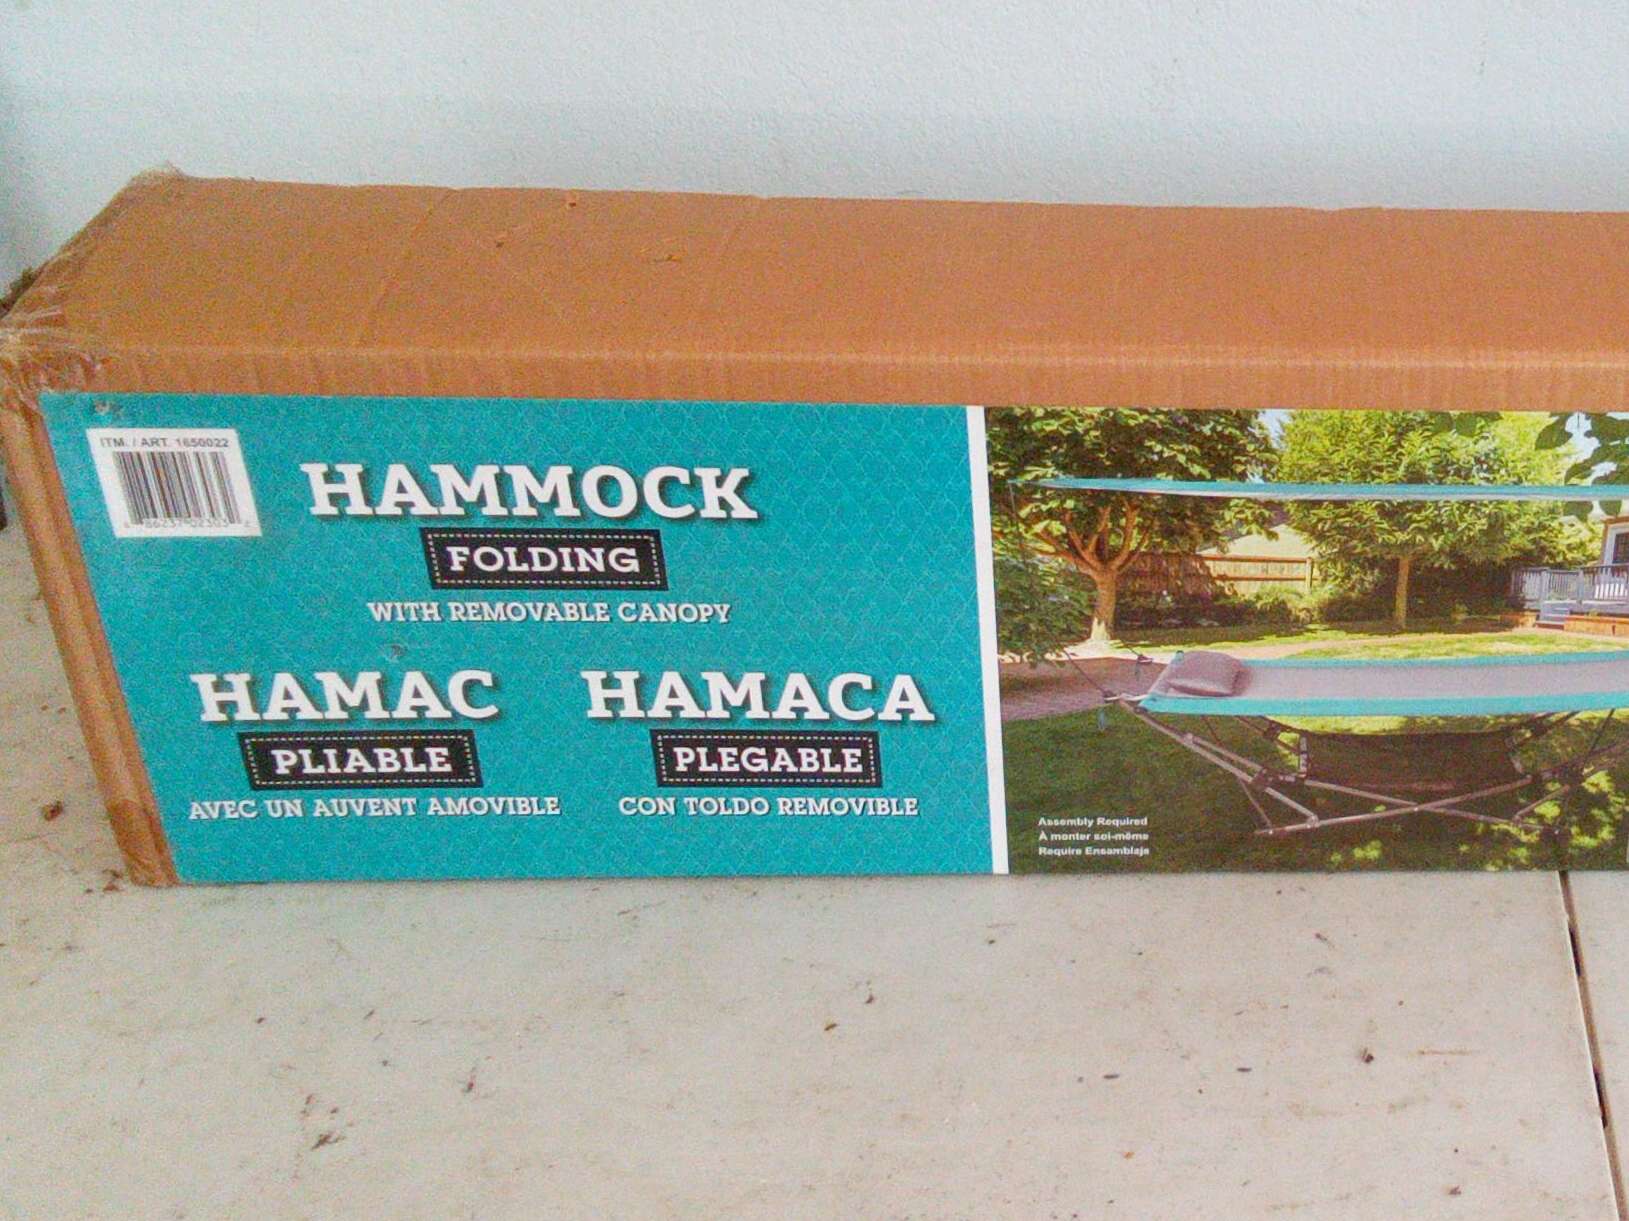 ITM. / ART. 1650022
HAMMOCK
FOLDING
WITH REMOVABLE CANOPY
HAMAC
PLIABLE
AVEC UN AUVENT AMOVIBLE
HAMACA
PLEGABLE
CON TOLDO REMOVIBLE
Assembly Required
À monter soi-même
Require Ensamblaje